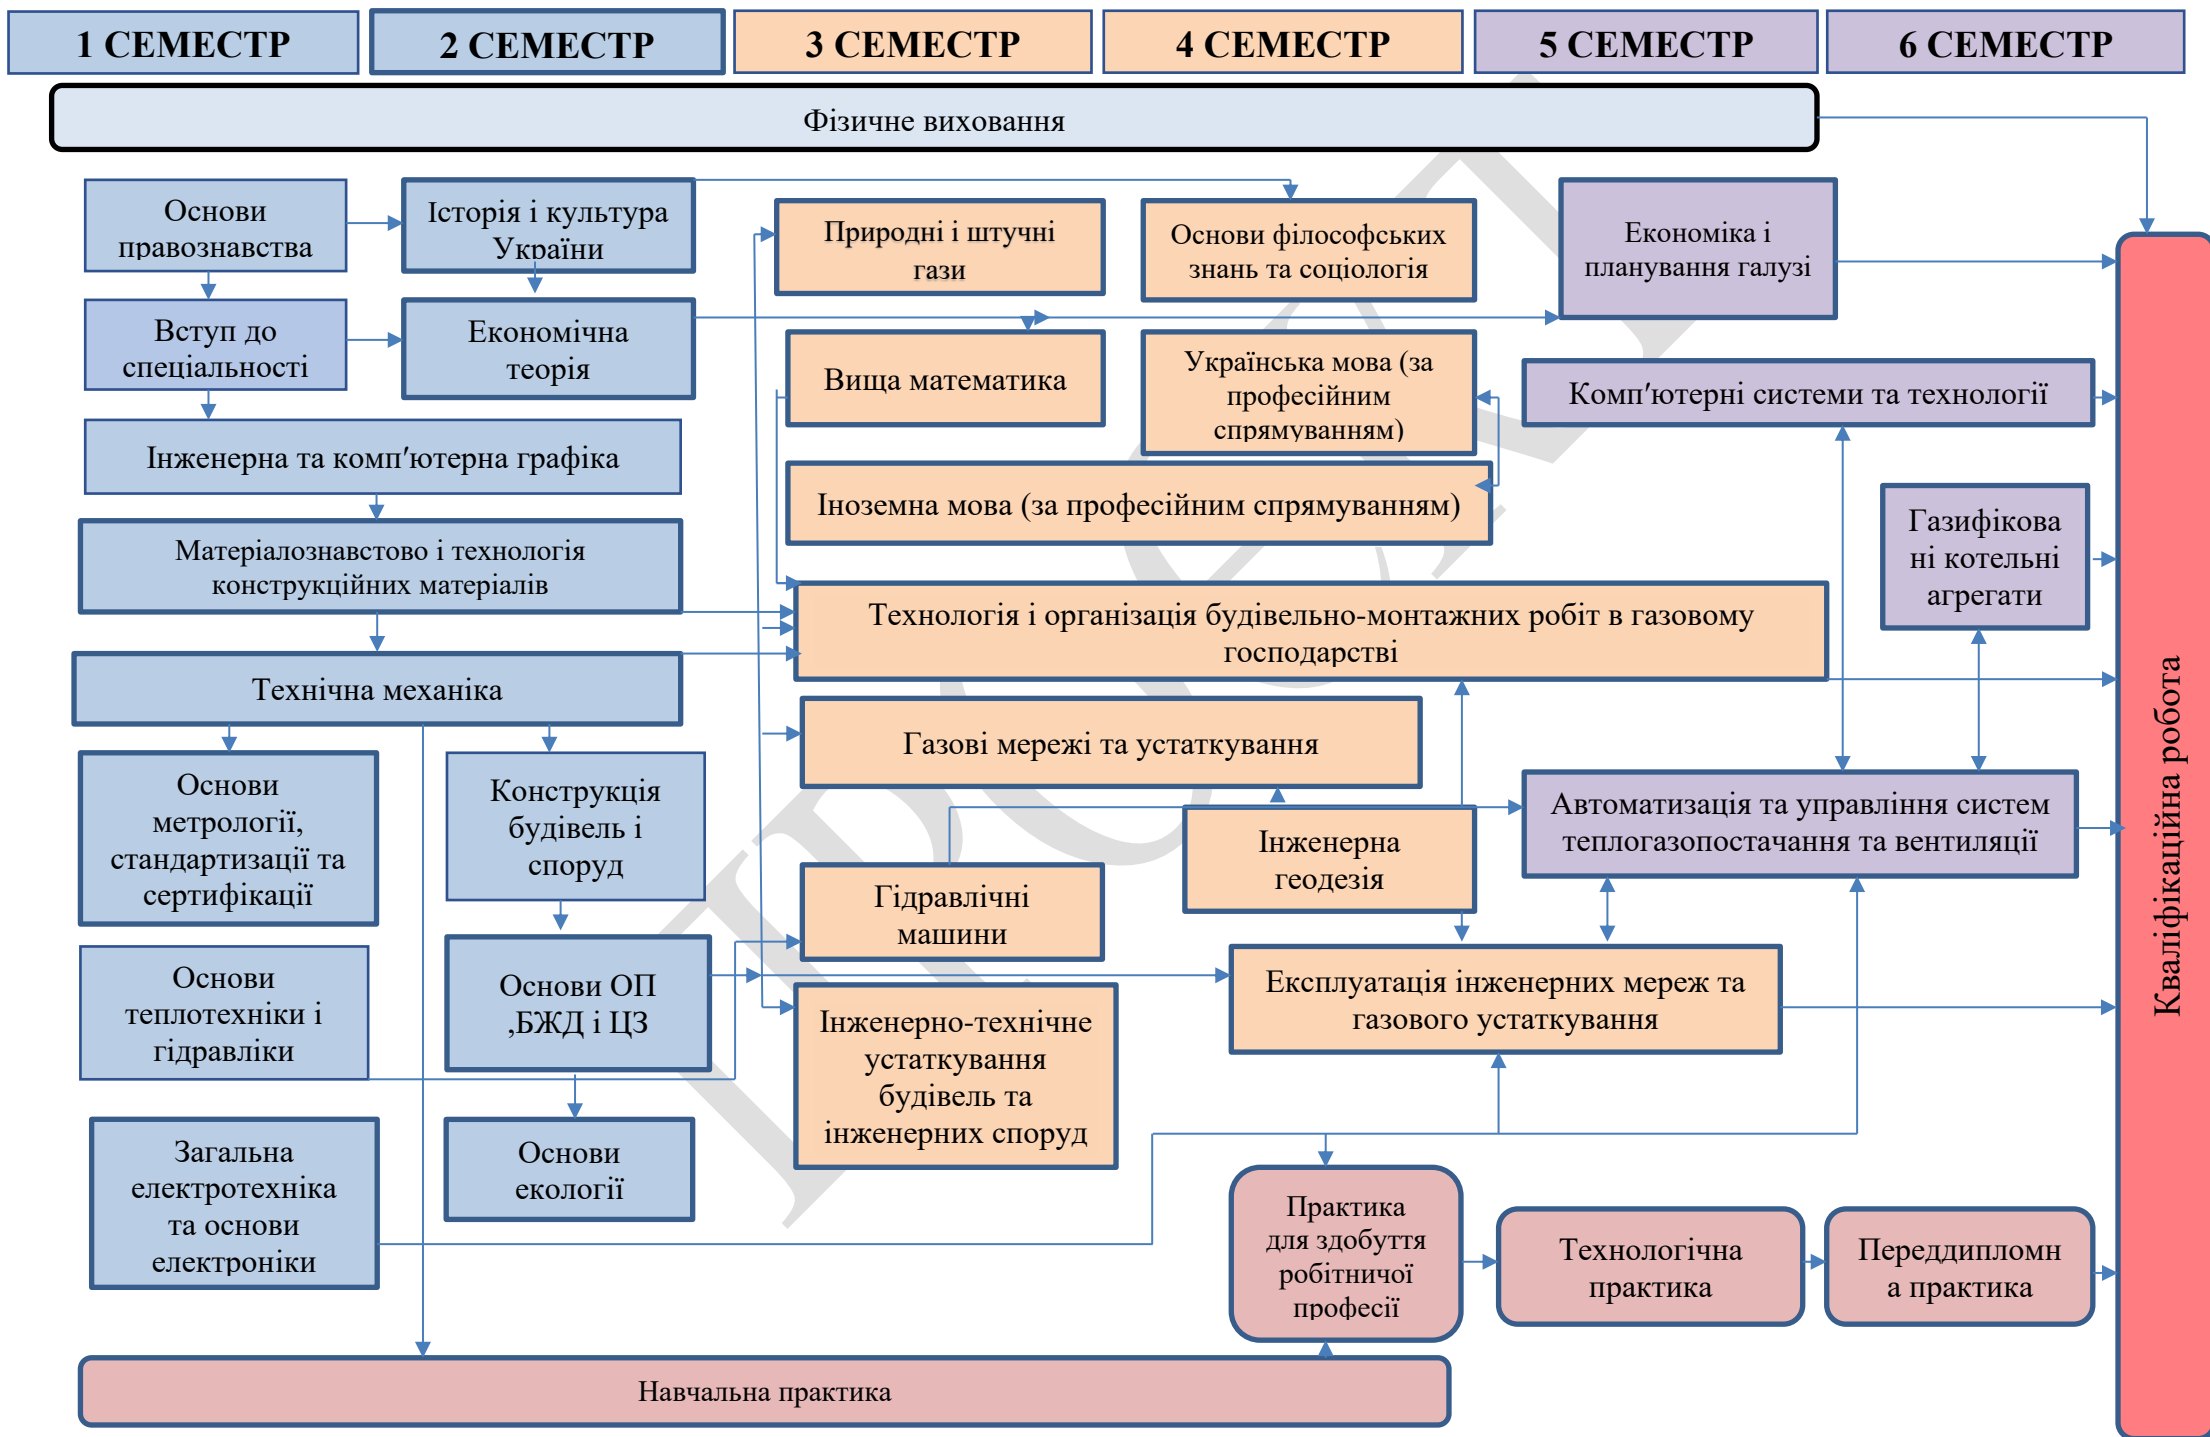 1 СЕМЕСТР
2 СЕМЕСТР
3 СЕМЕСТР
4 СЕМЕСТР
5 СЕМЕСТР
6 СЕМЕСТР
Фізичне виховання
Основи
правознавства
Історія і культура
України
Природні і штучні
гази
Основи філософських
знань та соціологія
Економіка і
планування галузі
Вступ до
спеціальності
Економічна
теорія
Вища математика
Українська мова (за
професійним
спрямуванням)
Комп'ютерні системи та технології
Інженерна та комп'ютерна графіка
Іноземна мова (за професійним спрямуванням)
Газифікова
ні котельні
агрегати
Матеріалознавстово і технологія
конструкційних матеріалів
Технологія і організація будівельно-монтажних робіт в газовому
господарстві
Технічна механіка
Газові мережі та устаткування
Основи
метрології,
стандартизації та
сертифікації
Конструкція
будівель і
споруд
Інженерна
геодезія
Автоматизація та управління систем
теплогазопостачання та вентиляції
Гідравлічні
машини
Основи
теплотехніки і
гідравліки
Основи ОП
,БЖД і ЦЗ
Інженерно-технічне
устаткування
будівель та
інженерних споруд
Експлуатація інженерних мереж та
газового устаткування
Загальна
електротехніка
та основи
електроніки
Основи
екології
Практика
для здобуття
робітничої
професії
Технологічна
практика
Переддипломн
а практика
Навчальна практика
Кваліфікаційна робота
ПРОЄКТ